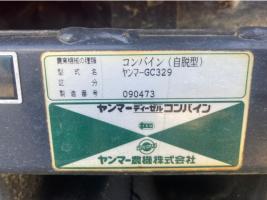 農業機械の種類 コンバイン(自脱型)
型式名 ヤンマーGC329
区分
製造番号 090473
ヤンマーディーゼルコンバイン
ヤンマー農機株式会社